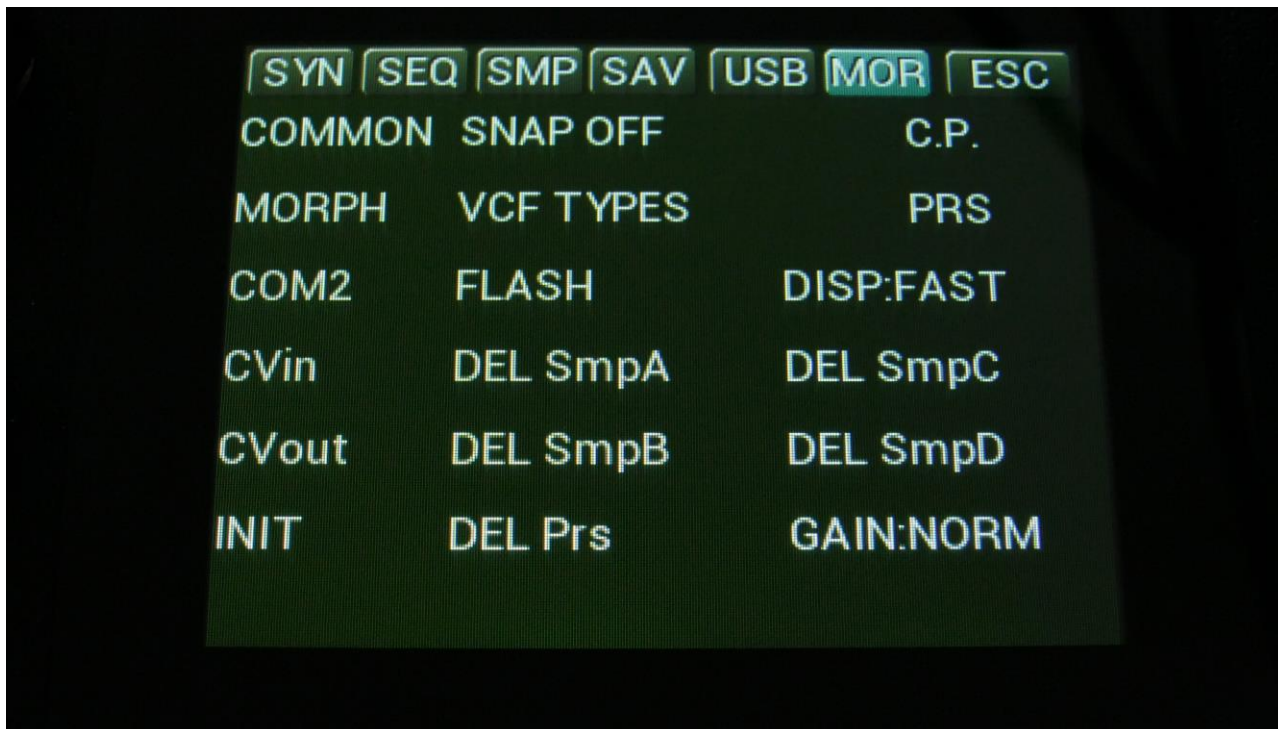 SYN SEQ SMP SAV USB MOR ESC
COMMON SNAP OFF C.P.
MORPH VCF TYPES PRS
COM2 FLASH DISP:FAST
CVin DEL SmpA DEL SmpC
CVout DEL SmpB DEL SmpD
INIT DEL Prs GAIN:NORM